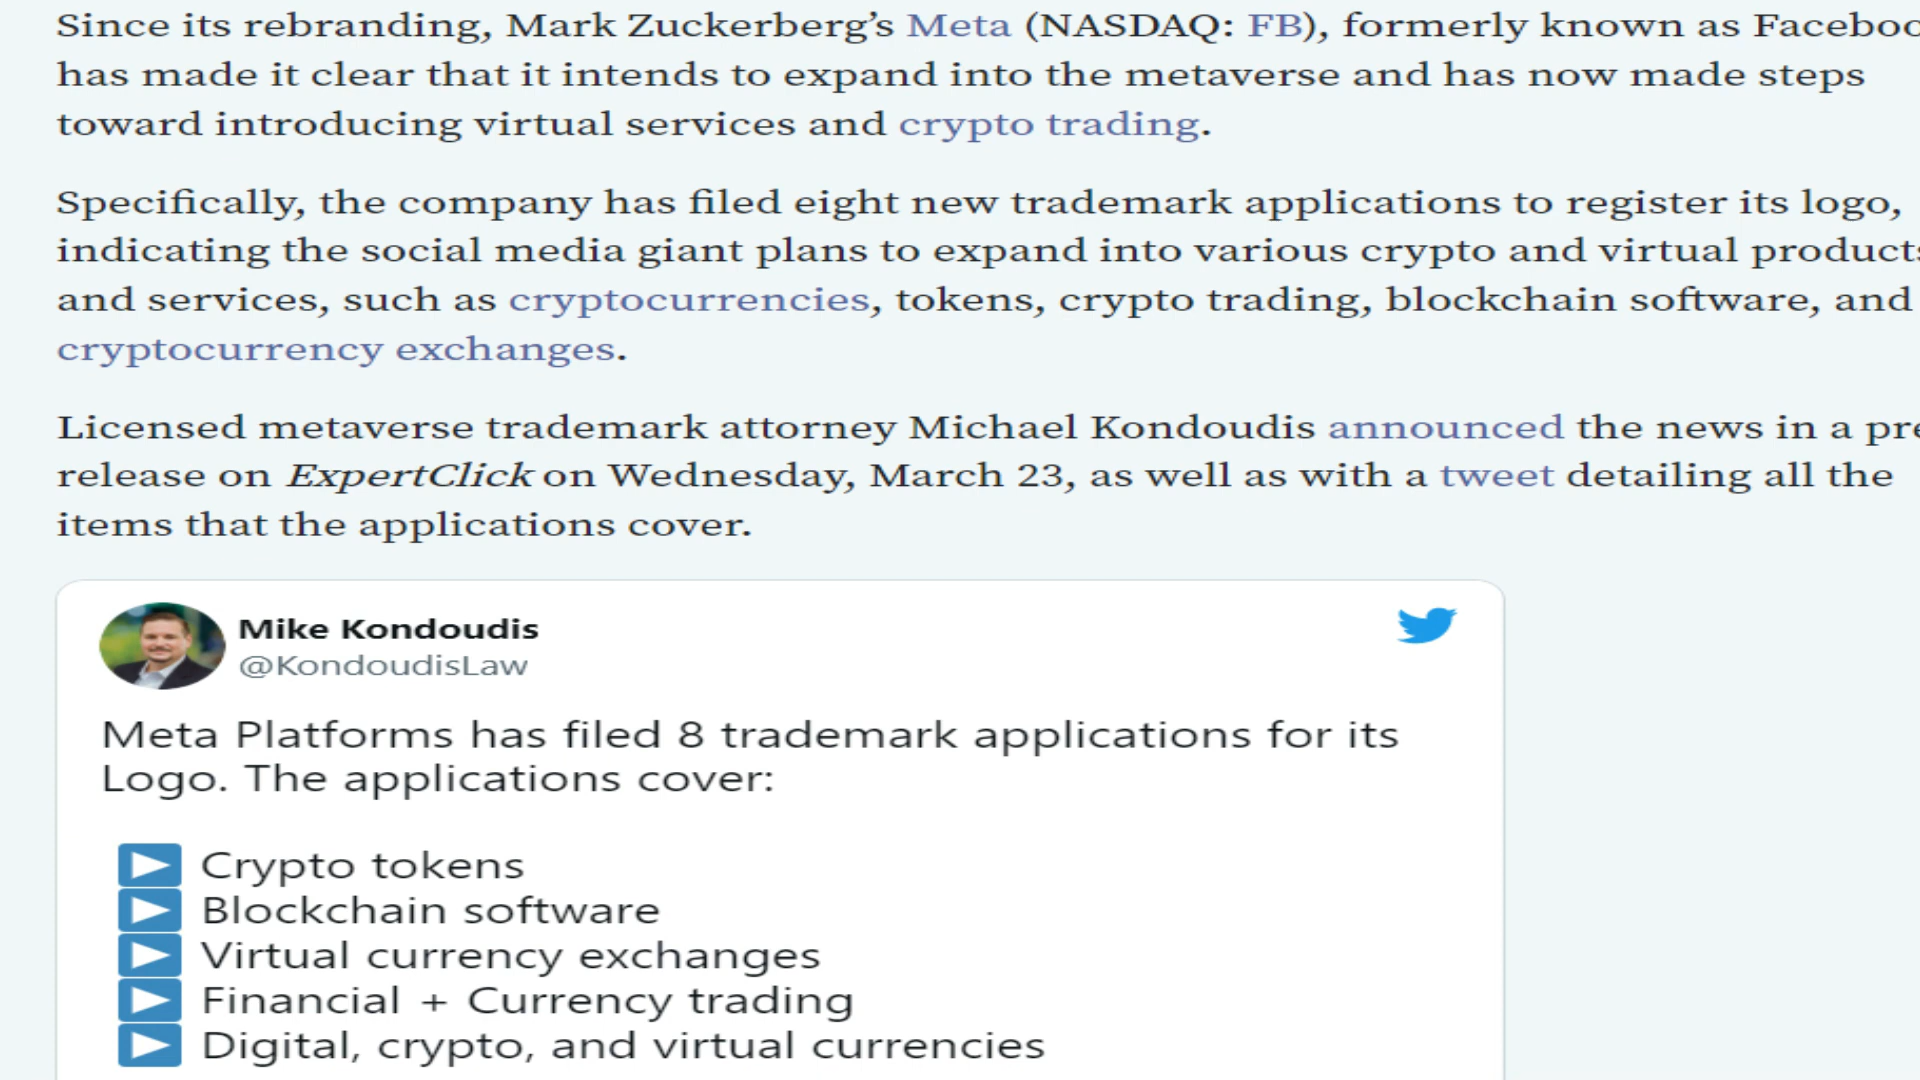 Since its rebranding, Mark Zuckerberg’s Meta (NASDAQ: FB), formerly known as
has made it clear that it intends to expand into the metaverse and has now made steps
toward introducing virtual services and crypto trading.
Specifically, the company has filed eight new trademark applications to register its logo,
indicating the social media giant plans to expand into various crypto and virtual products
and services, such as cryptocurrencies, tokens, crypto trading, blockchain software, and
cryptocurrency exchanges.
Licensed metaverse trademark attorney Michael Kondoudis announced the news in a
release on ExpertClick on Wednesday, March 23, as well as with a tweet detailing all the
items that the applications cover.
Mike Kondoudis
@KondoudisLaw
Meta Platforms has filed 8 trademark applications for its
Logo. The applications cover:
Crypto tokens
Blockchain software
Virtual currency exchanges
Financial + Currency trading
Digital, crypto, and virtual currencies